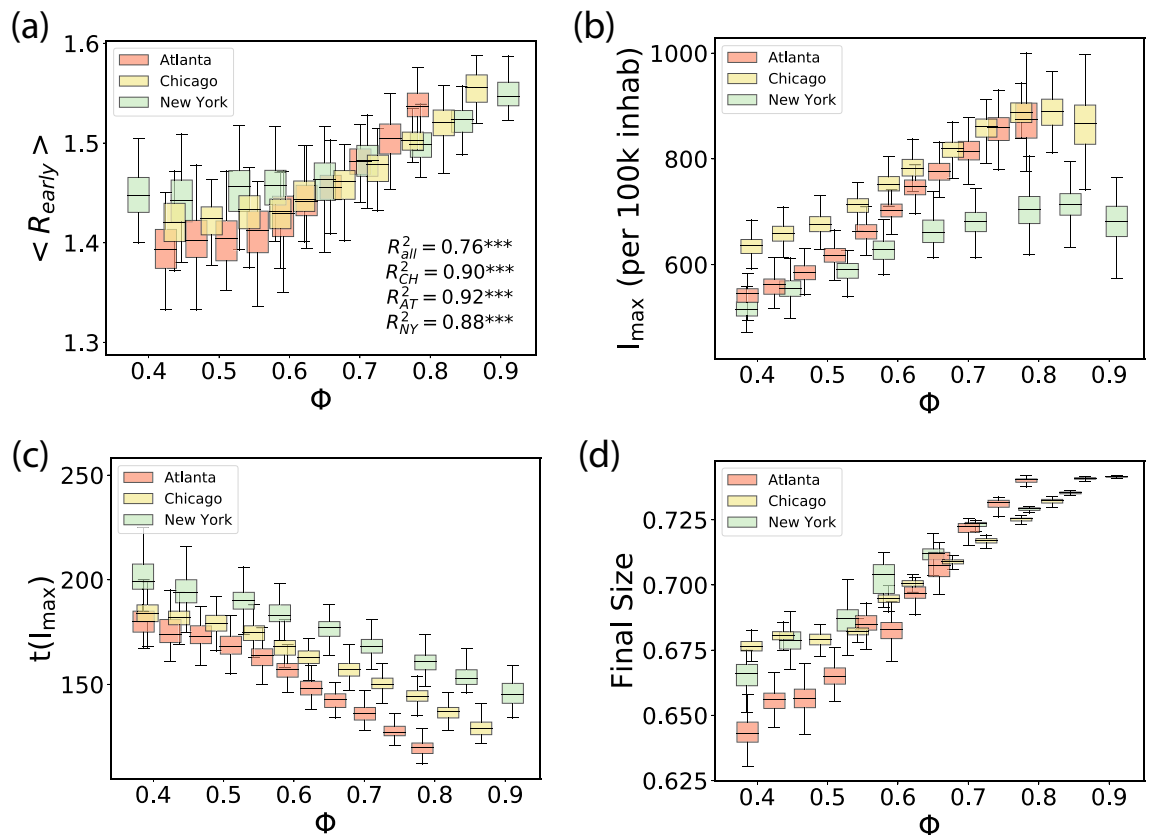 (a)
1.6
1.5
1.4
1.3
< R_early >
Atlanta
Chicago
New York
R²_all = 0.76***
R²_CH = 0.90***
R²_AT = 0.92***
R²_NY = 0.88***
0.4 0.5 0.6 0.7 0.8 0.9
Φ
(b)
1000
800
600
I_max (per 100k inhab)
Atlanta
Chicago
New York
0.4 0.5 0.6 0.7 0.8 0.9
Φ
(c)
250
200
150
t(I_max)
Atlanta
Chicago
New York
0.4 0.5 0.6 0.7 0.8 0.9
Φ
(d)
0.725
0.700
0.675
0.650
0.625
Final Size
Atlanta
Chicago
New York
0.4 0.5 0.6 0.7 0.8 0.9
Φ